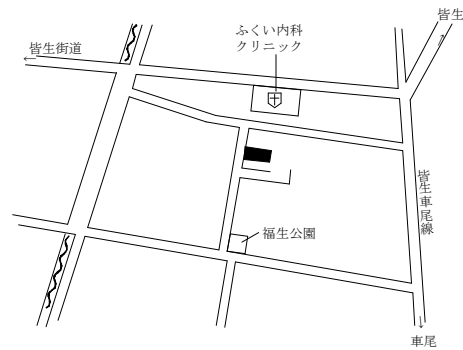 皆生
ふくい内科
クリニック
皆生街道
皆生車尾線
福生公園
車尾